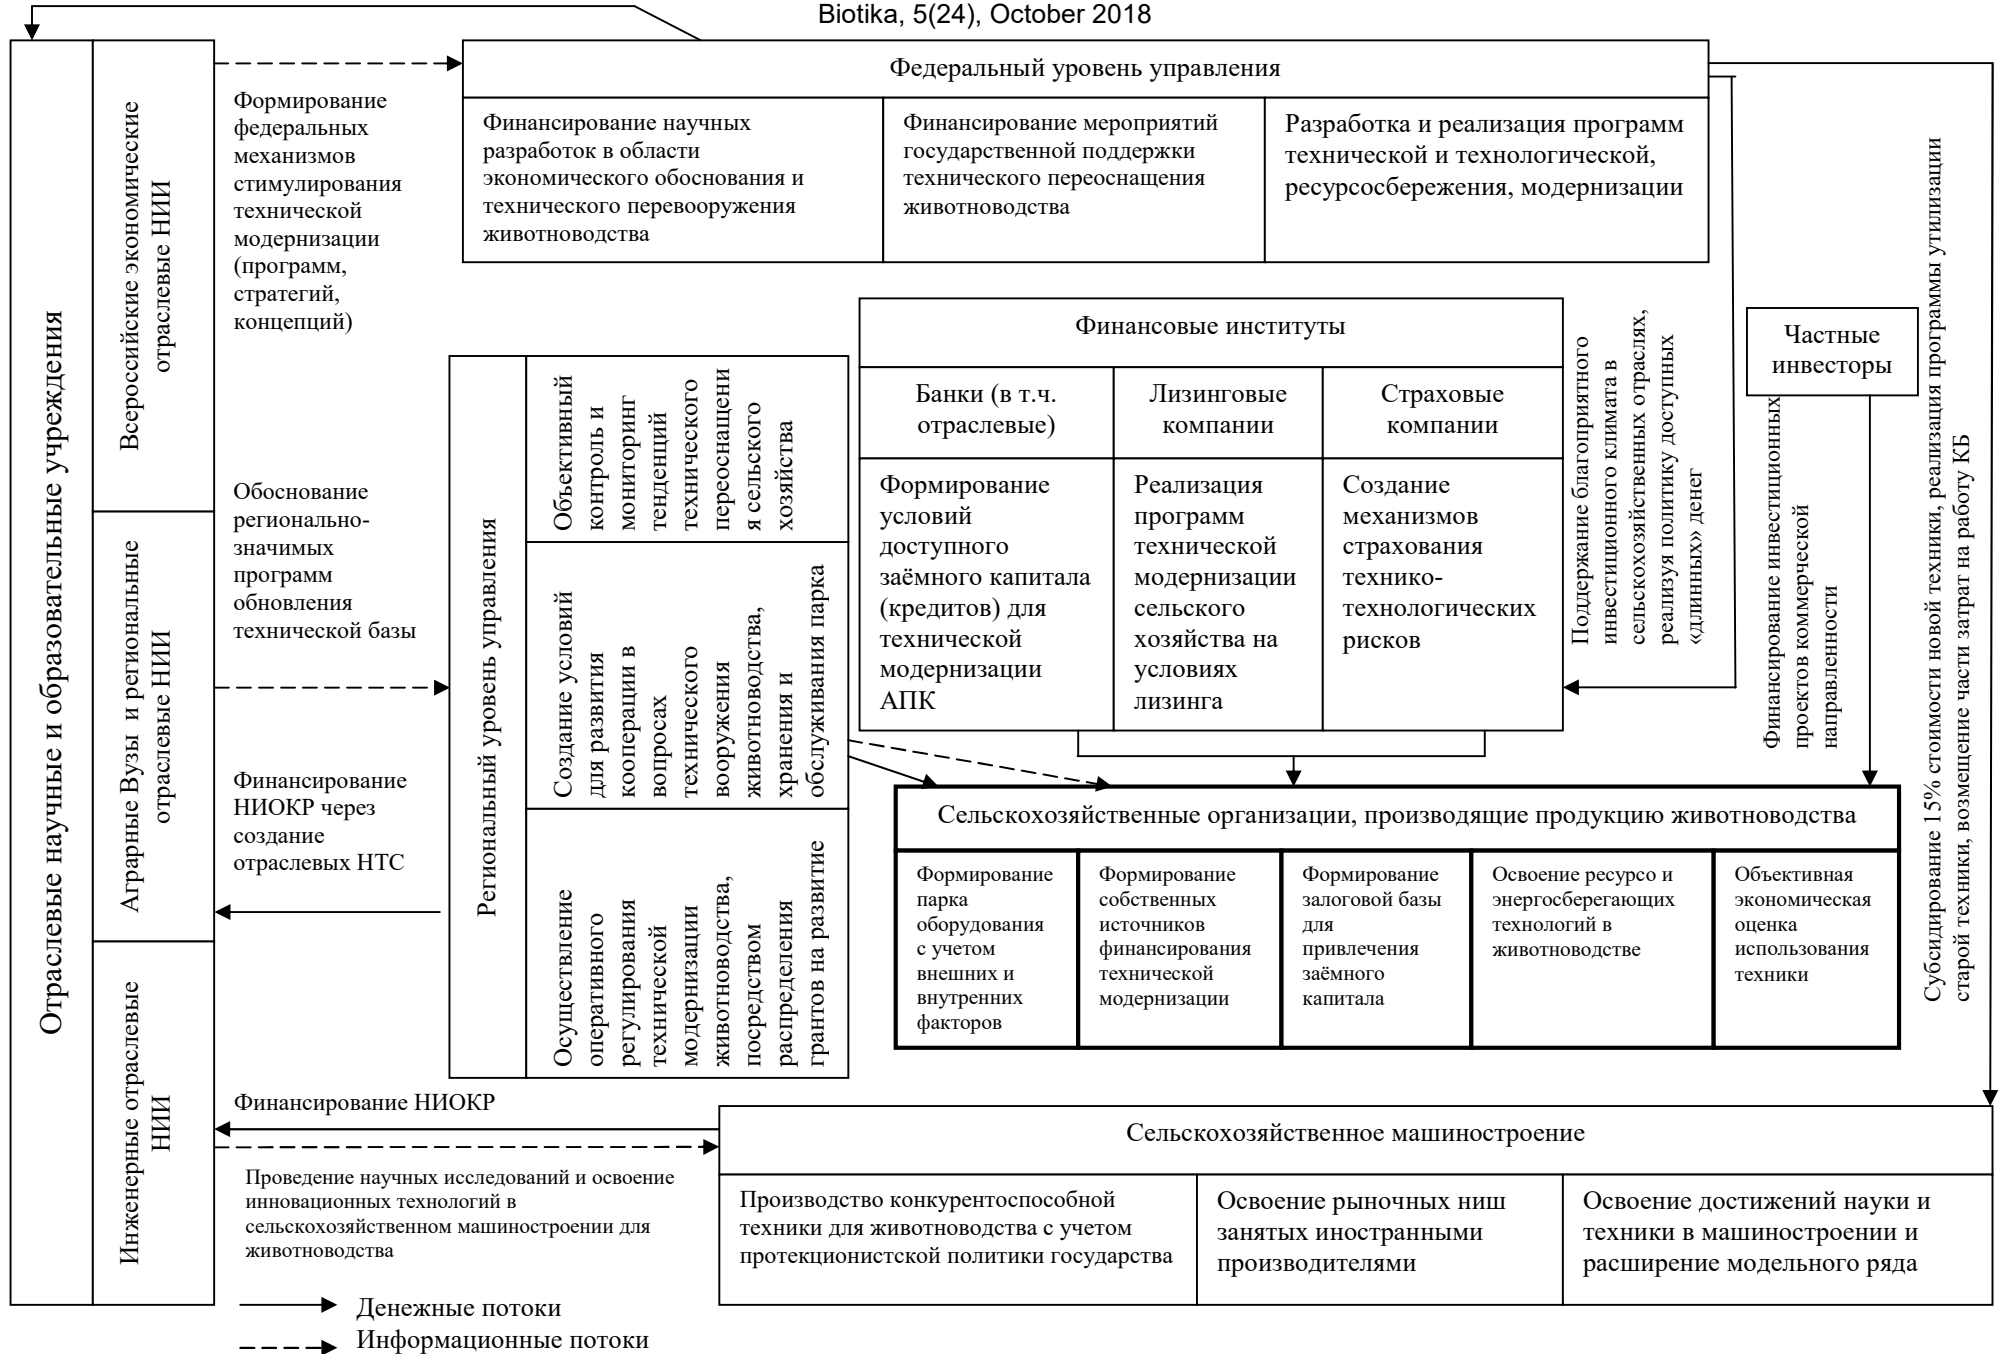 Biotika, 5(24), October 2018
Отраслевые научные и образовательные учреждения
Всероссийские экономические
отраслевые НИИ
Аграрные Вузы и региональные
отраслевые НИИ
Инженерные отраслевые
НИИ
Формирование
федеральных
механизмов
стимулирования
технической
модернизации
(программ,
стратегий,
концепций)
Обоснование
регионально-
значимых
программ
обновления
технической базы
Финансирование
НИОКР через
создание
отраслевых НТС
Федеральный уровень управления
Финансирование научных
разработок в области
экономического обоснования и
технического перевооружения
животноводства
Финансирование мероприятий
государственной поддержки
технического переоснащения
животноводства
Разработка и реализация программ
технической и технологической,
ресурсосбережения, модернизации
Региональный уровень управления
Объективный
контроль и
мониторинг
тенденций
технического
переоснащени
я сельского
хозяйства
Создание условий
для развития
кооперации в
вопросах
технического
вооружения
животноводства,
хранения и
обслуживания парка
Осуществление
оперативного
регулирования
технической
модернизации
животноводства,
посредством
распределения
грантов на развитие
Финансовые институты
Банки (в т.ч.
отраслевые)
Лизинговые
компании
Страховые
компании
Формирование
условий
доступного
заёмного капитала
(кредитов) для
технической
модернизации
АПК
Реализация
программ
технической
модернизации
сельского
хозяйства на
условиях
лизинга
Создание
механизмов
страхования
технико-
технологических
рисков
Поддержание благоприятного
инвестиционного климата в
сельскохозяйственных отраслях,
реализуя политику доступных
«длинных» денег
Частные
инвесторы
Финансирование инвестиционных
проектов коммерческой
направленности
Субсидирование 15% стоимости новой техники, реализация программы утилизации
старой техники, возмещение части затрат на работу КБ
Сельскохозяйственные организации, производящие продукцию животноводства
Формирование
парка
оборудования
с учетом
внешних и
внутренних
факторов
Формирование
собственных
источников
финансирования
технической
модернизации
Формирование
залоговой базы
для
привлечения
заёмного
капитала
Освоение ресурсо и
энергосберегающих
технологий в
животноводстве
Объективная
экономическая
оценка
использования
техники
Финансирование НИОКР
Проведение научных исследований и освоение
инновационных технологий в
сельскохозяйственном машиностроении для
животноводства
Сельскохозяйственное машиностроение
Производство конкурентоспособной
техники для животноводства с учетом
протекционистской политики государства
Освоение рыночных ниш
занятых иностранными
производителями
Освоение достижений науки и
техники в машиностроении и
расширение модельного ряда
Денежные потоки
Информационные потоки